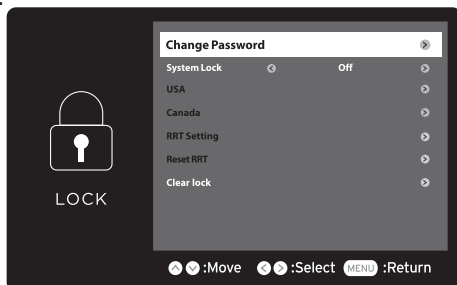 Change Password
System Lock Off
USA
Canada
RRT Setting
Reset RRT
Clear lock
LOCK
:Move :Select MENU :Return